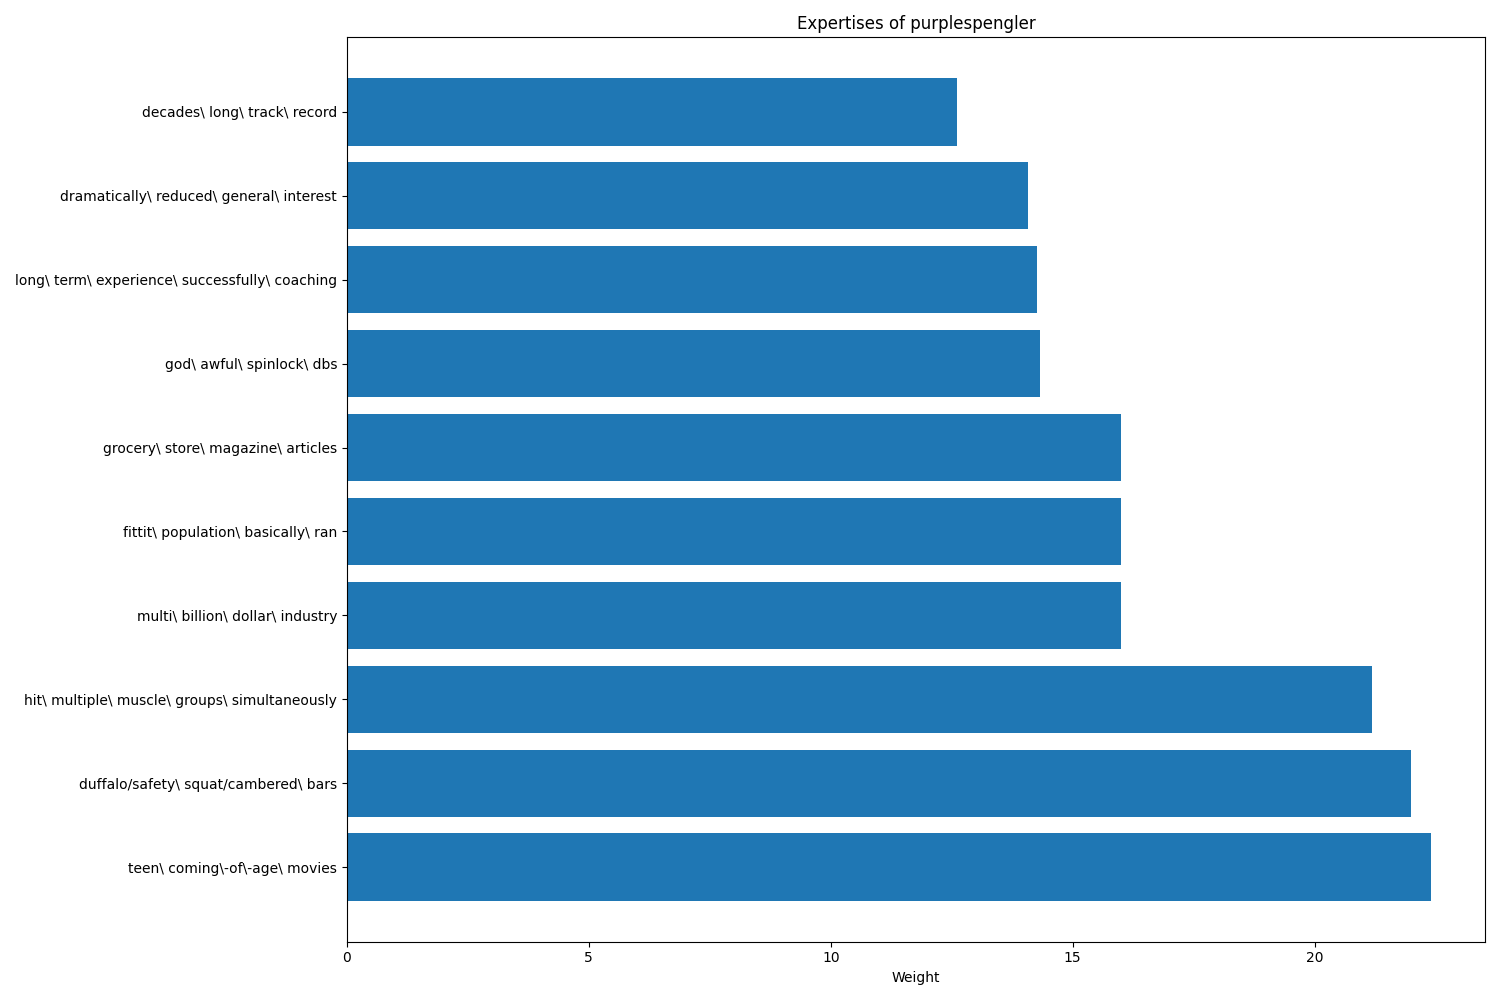 Expertises of purplespengler
decades\ long\ track\ record
dramatically\ reduced\ general\ interest
long\ term\ experience\ successfully\ coaching
god\ awful\ spinlock\ dbs
grocery\ store\ magazine\ articles
fittit\ population\ basically\ ran
multi\ billion\ dollar\ industry
hit\ multiple\ muscle\ groups\ simultaneously
duffalo/safety\ squat/cambered\ bars
teen\ coming\-of\-age\ movies
0 5 10 15 20
Weight